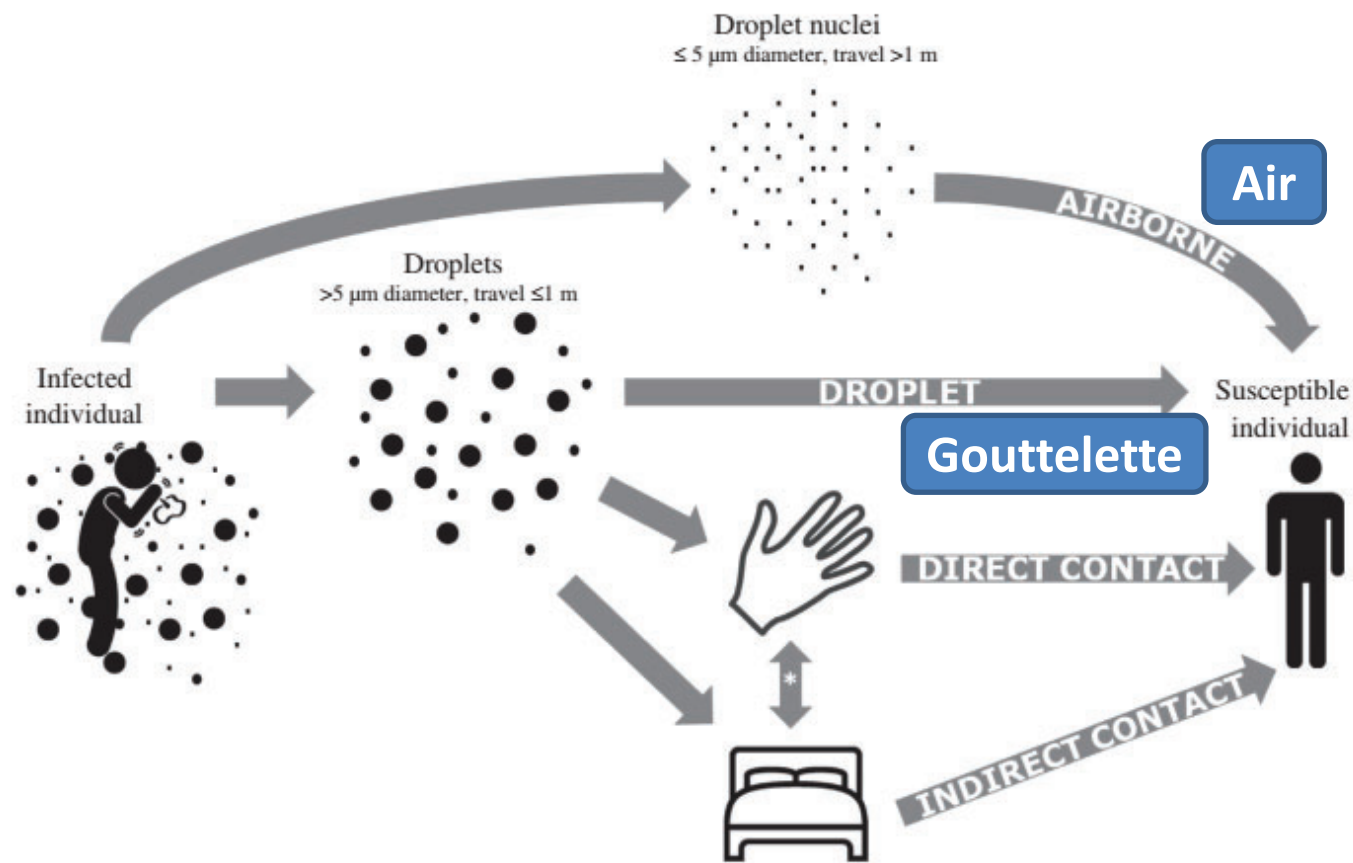 Droplet nuclei
≤ 5 μm diameter, travel >1 m
Air
AIRBORNE
Droplets
>5 μm diameter, travel ≤1 m
Infected
individual
DROPLET
Susceptible
individual
Gouttelette
DIRECT CONTACT
*
INDIRECT CONTACT